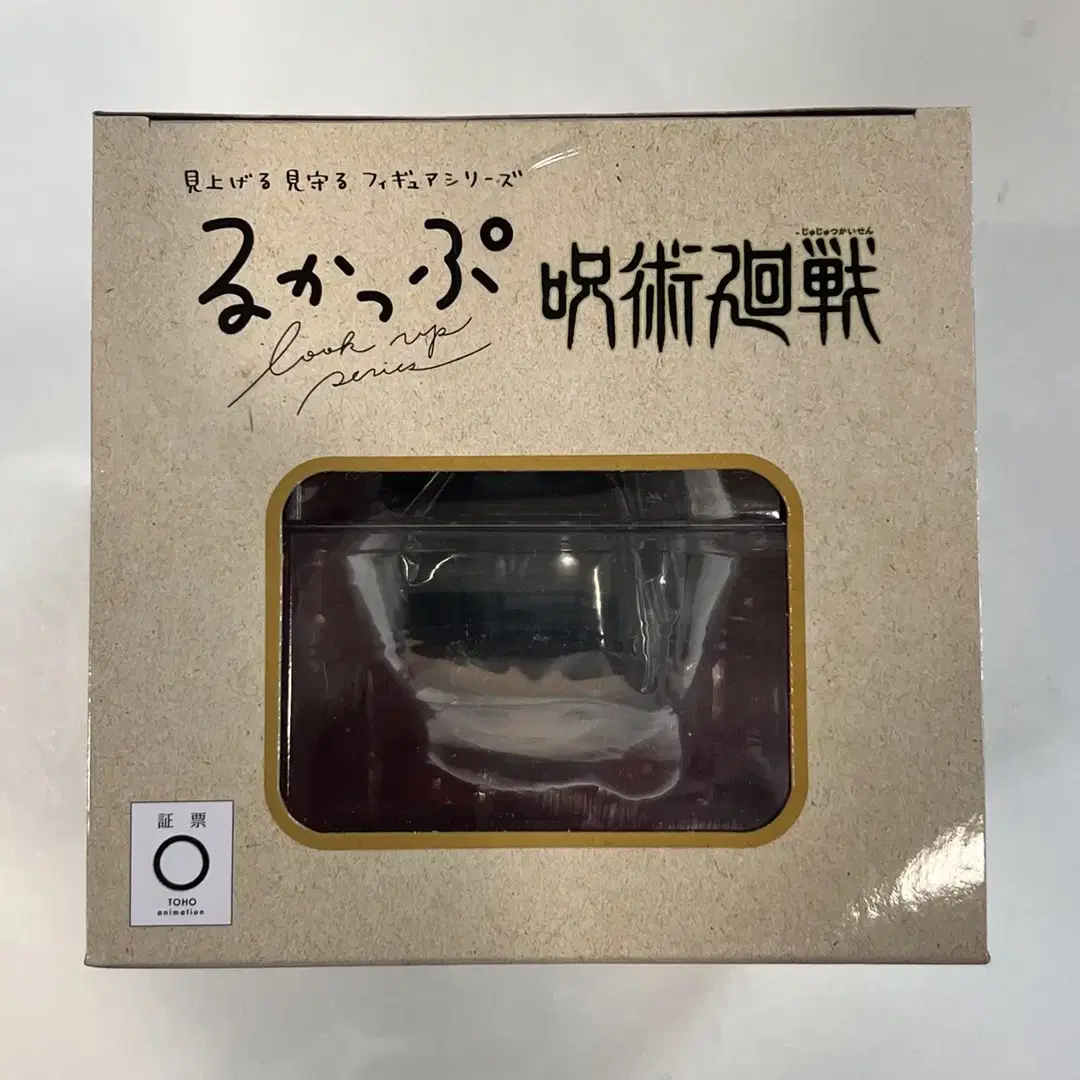 見上げる 見守る フィギュアシリーズ
るかっぷ
look up
series
じゅじゅつかいせん
呪術廻戦
証 票
TOHO
animation